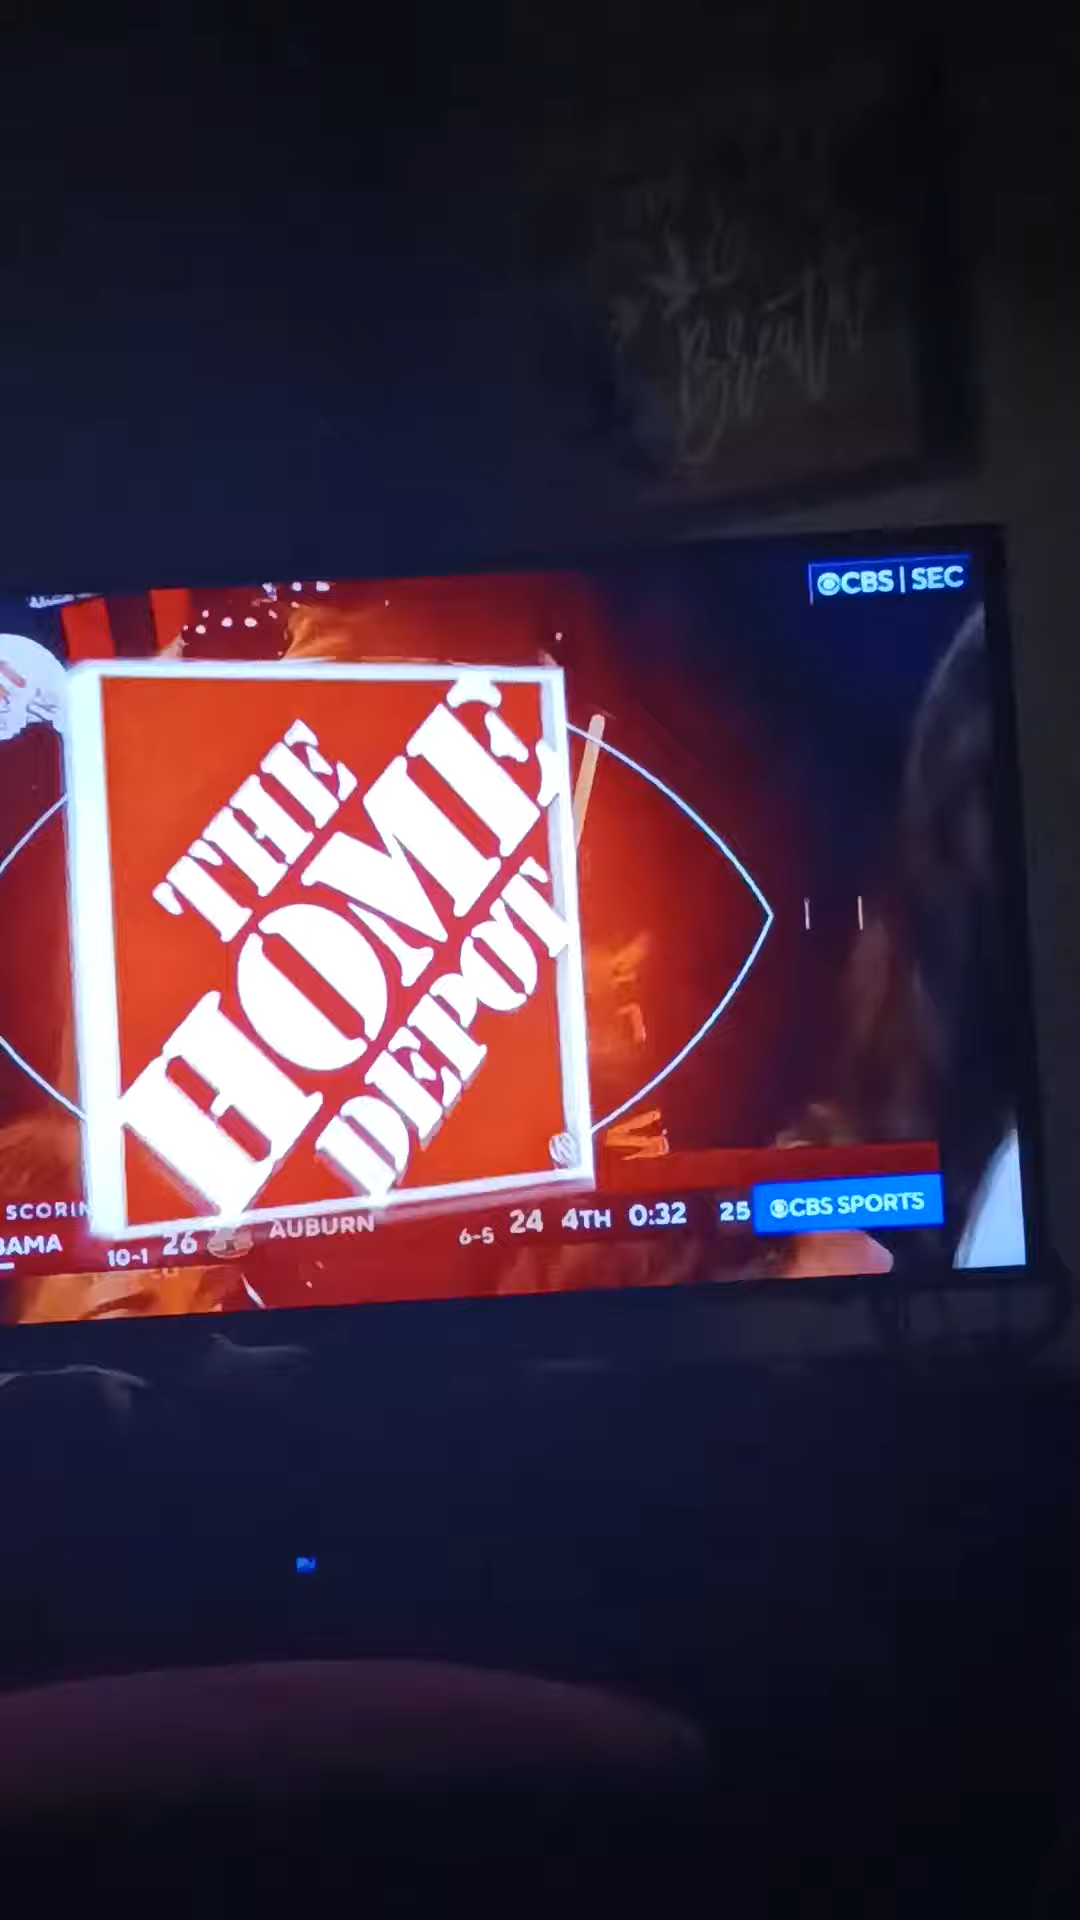 Breath
CBS | SEC
THE
HOME
DEPOT
SCORIN
BAMA 10-1 26 AUBURN 6-5 24 4TH 0:32 25
CBS SPORTS